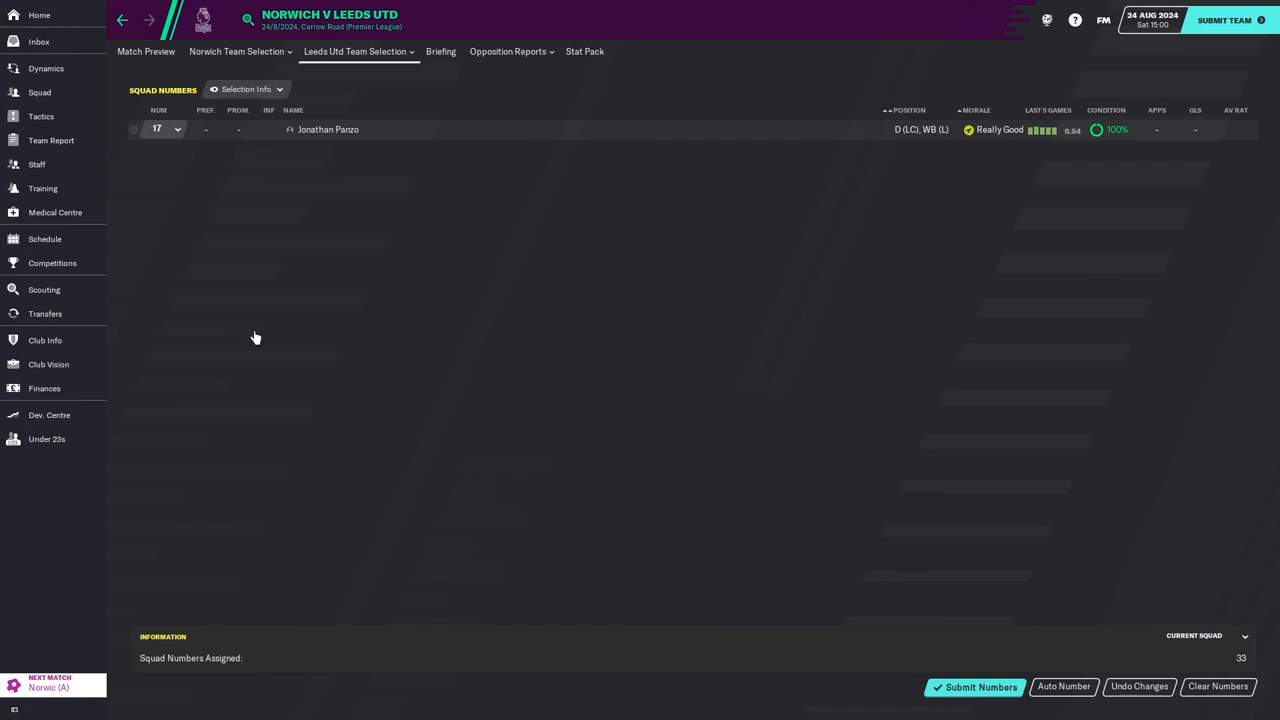 Home
Inbox
Dynamics
Squad
Tactics
Team Report
Staff
Training
Medical Centre
Schedule
Competitions
Scouting
Transfers
Club Info
Club Vision
Finances
Dev. Centre
Under 23s
NEXT MATCH
Norwic (A)
NORWICH V LEEDS UTD
24/8/2024, Carrow Road (Premier League)
FM
24 AUG 2024
Sat 15:00
SUBMIT TEAM
Match Preview Norwich Team Selection Leeds Utd Team Selection Briefing Opposition Reports Stat Pack
SQUAD NUMBERS Selection Info
NUM PREF. PROM. INF NAME POSITION MORALE LAST 5 GAMES CONDITION APPS GLS AV RAT
17 - - Jonathan Panzo D (LC), WB (L) Really Good 6.94 100% - -
INFORMATION CURRENT SQUAD
Squad Numbers Assigned: 33
Submit Numbers Auto Number Undo Changes Clear Numbers